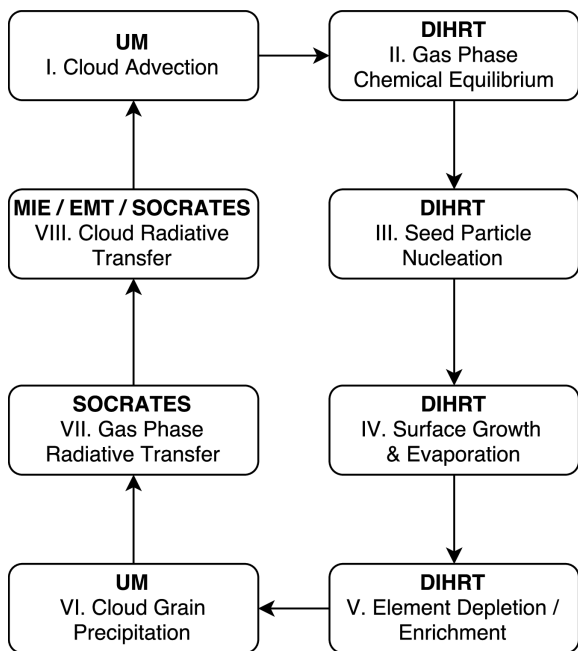 UM
I. Cloud Advection
DIHRT
II. Gas Phase
Chemical Equilibrium
DIHRT
III. Seed Particle
Nucleation
DIHRT
IV. Surface Growth
& Evaporation
DIHRT
V. Element Depletion /
Enrichment
UM
VI. Cloud Grain
Precipitation
SOCRATES
VII. Gas Phase
Radiative Transfer
MIE / EMT / SOCRATES
VIII. Cloud Radiative
Transfer